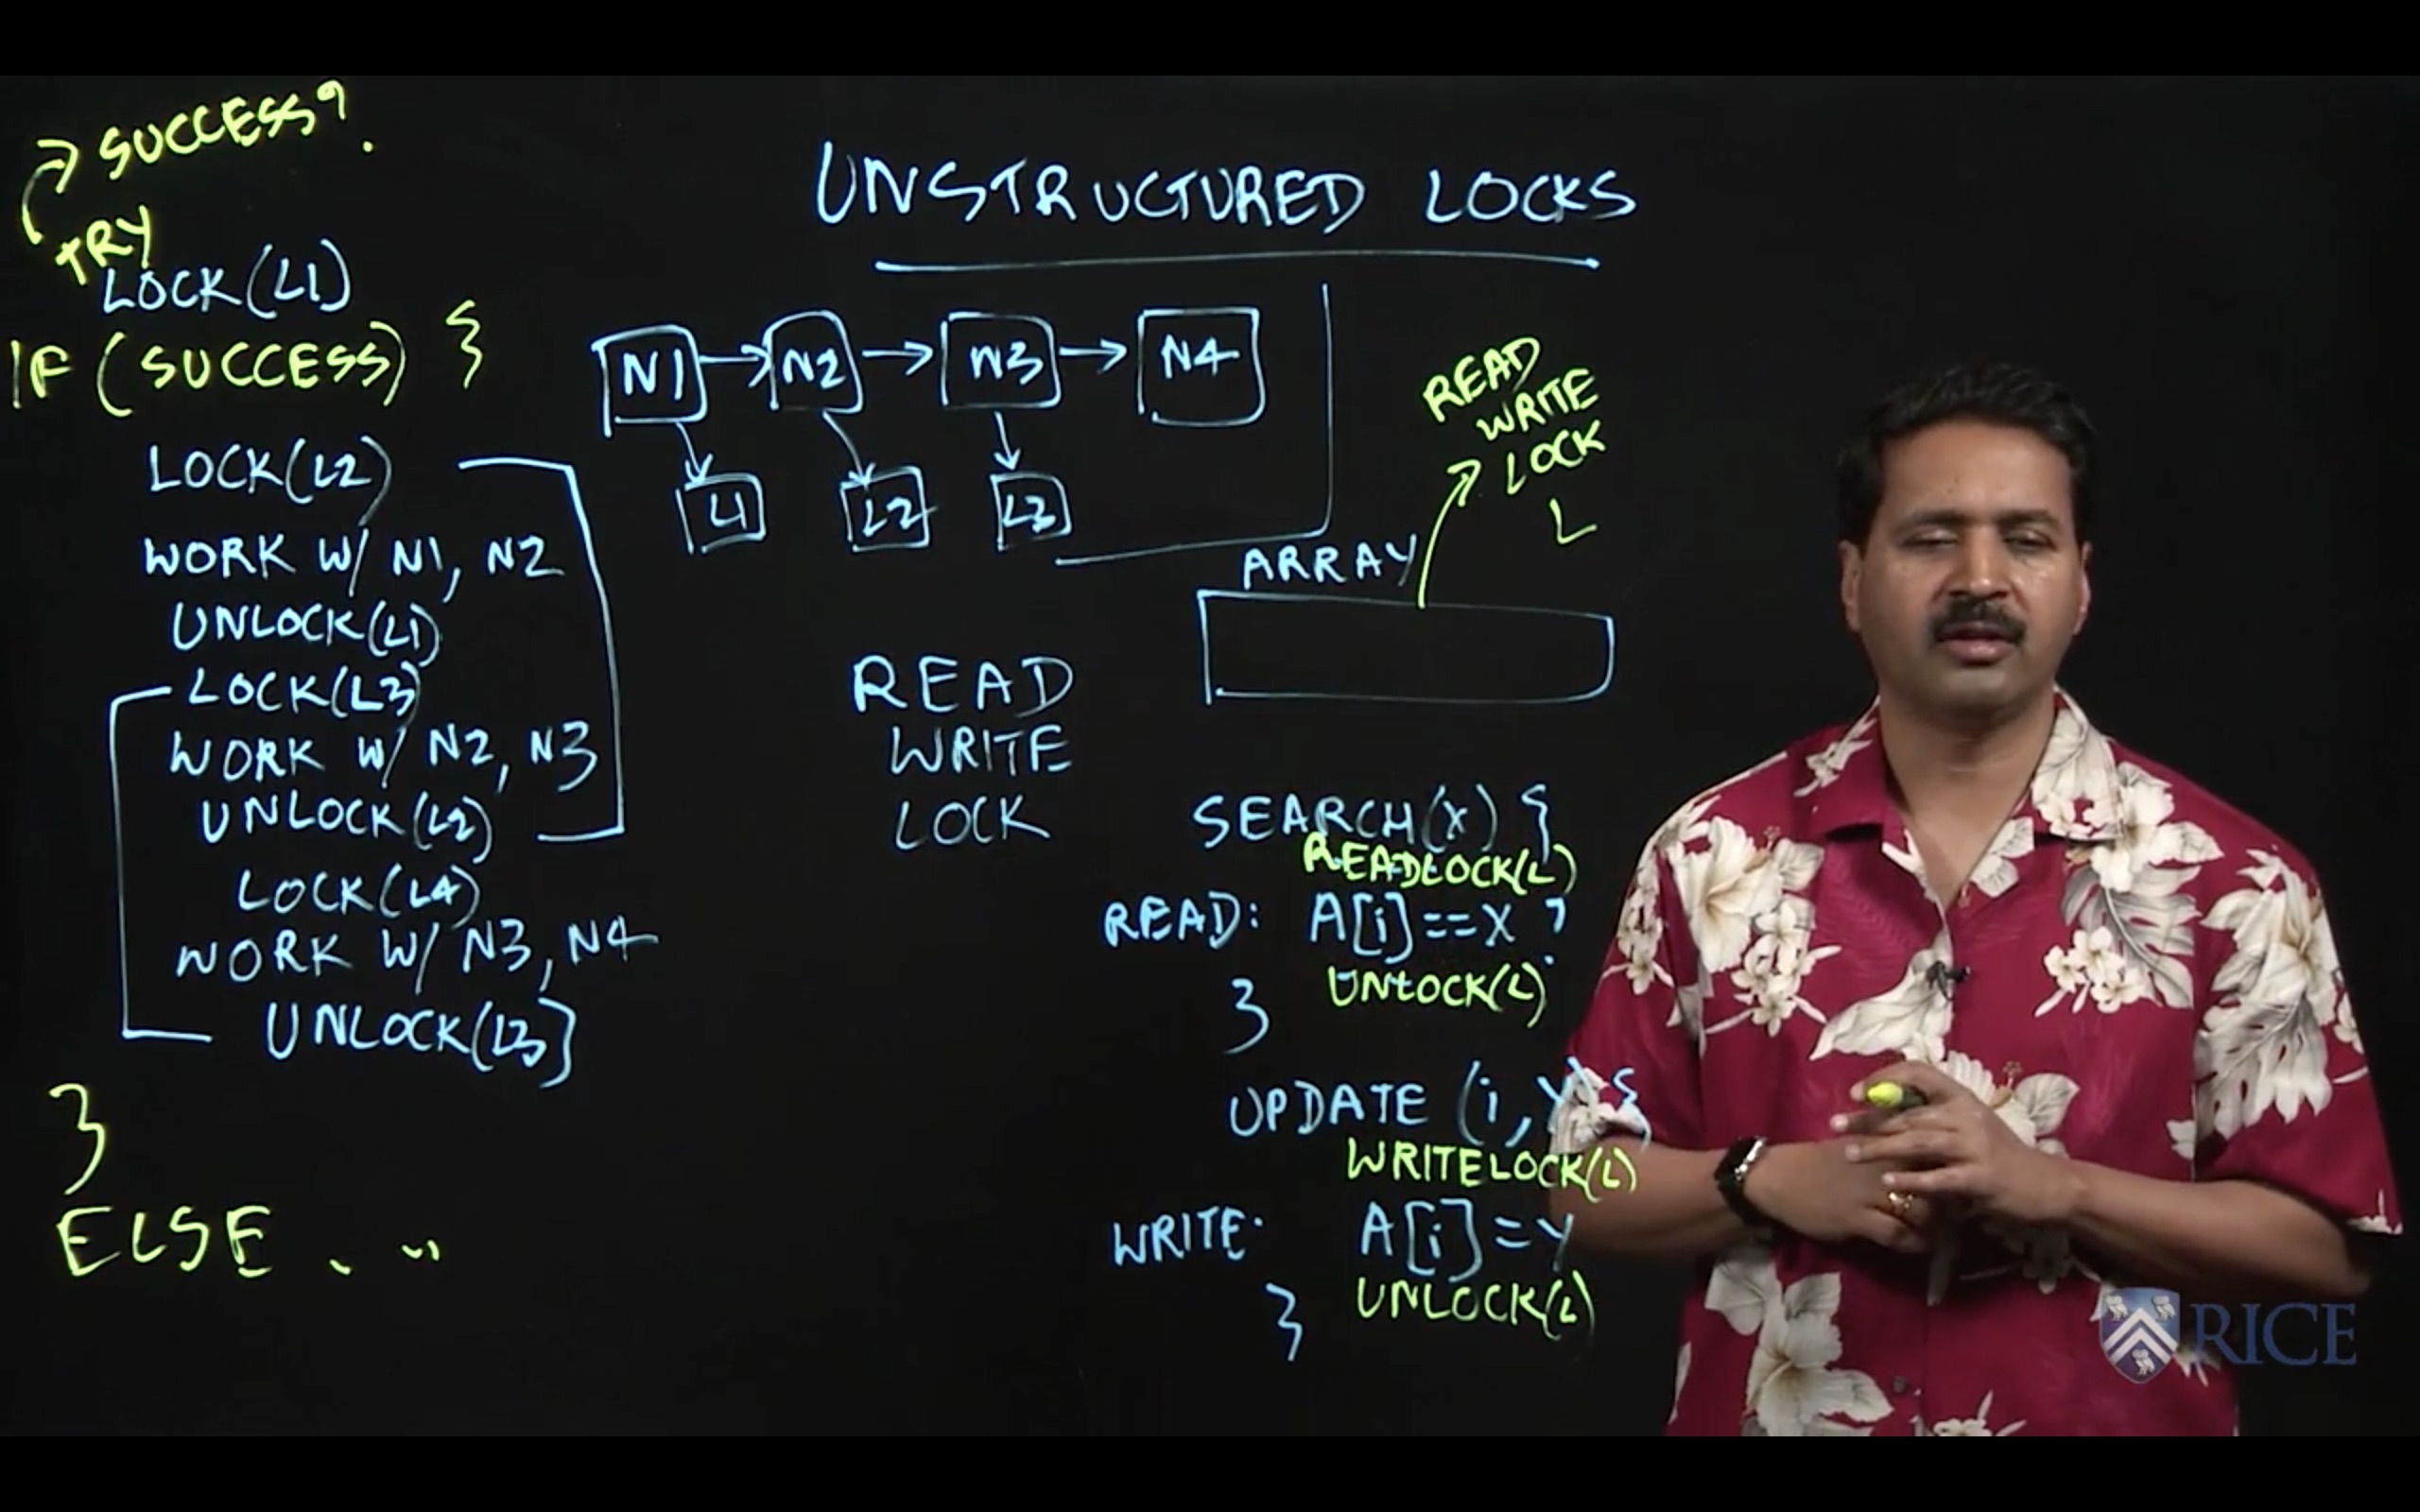 SUCCESS?
TRY
LOCK(L1)
IF (SUCCESS) {
LOCK(L2)
WORK W/ N1, N2
UNLOCK(L1)
LOCK(L3)
WORK W/ N2, N3
UNLOCK(L2)
LOCK(L4)
WORK W/ N3, N4
UNLOCK(L3)
}
ELSE ...
UNSTRUCTURED LOCKS
N1 → N2 → N3 → N4
L1 L2 L3
READ
WRITE
LOCK
READ
WRITE
LOCK
L
ARRAY
SEARCH(X) {
READLOCK(L)
READ: A[i]==X ?
UNLOCK(L)
}
UPDATE (i,Y) {
WRITELOCK(L)
WRITE: A[i]=Y
UNLOCK(L)
}
RICE